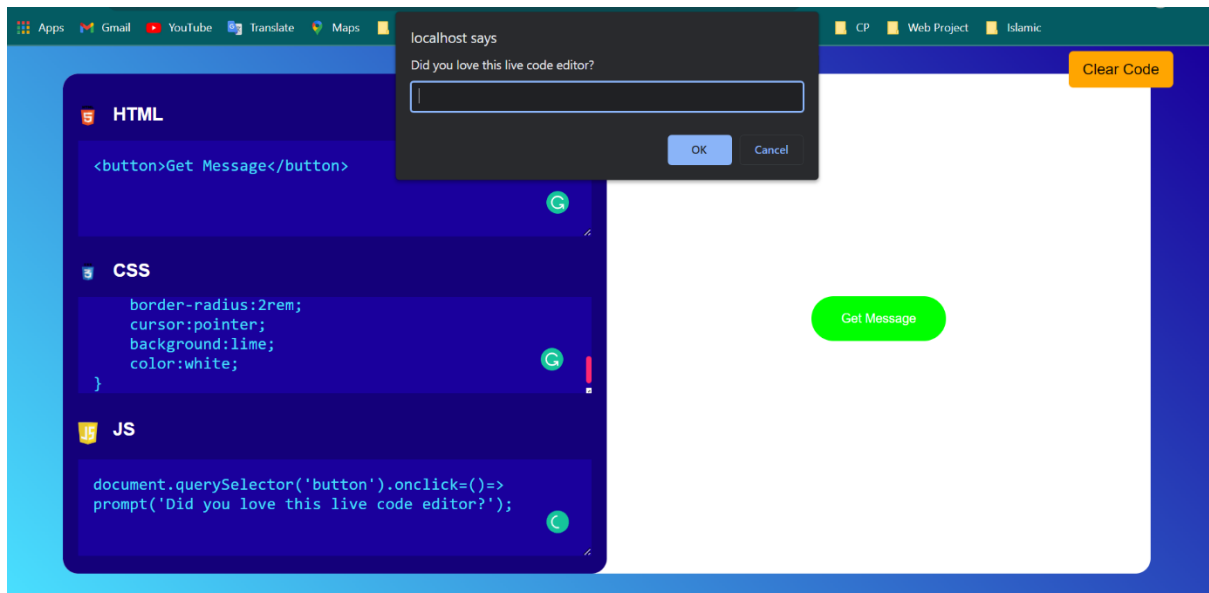 Apps Gmail YouTube Translate Maps CP Web Project Islamic
localhost says
Did you love this live code editor?
OK Cancel
Clear Code
HTML
<button>Get Message</button>
CSS
border-radius:2rem;
cursor:pointer;
background:lime;
color:white;
}
JS
document.querySelector('button').onclick=()=>
prompt('Did you love this live code editor?');
Get Message